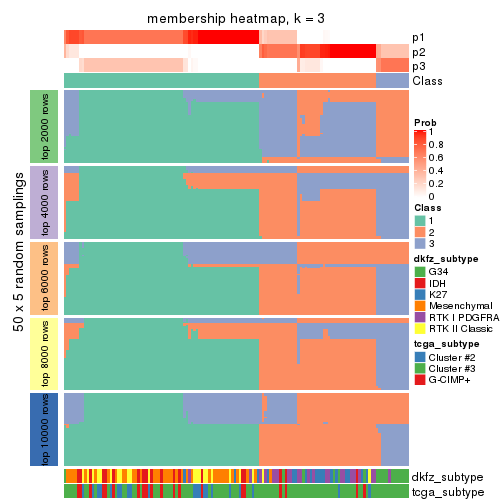 membership heatmap, k = 3
p1
p2
p3
Class
50 x 5 random samplings
top 2000 rows
top 4000 rows
top 6000 rows
top 8000 rows
top 10000 rows
Prob
1
0.8
0.6
0.4
0.2
0
Class
1
2
3
dkfz_subtype
G34
IDH
K27
Mesenchymal
RTK I PDGFRA
RTK II Classic
tcga_subtype
Cluster #2
Cluster #3
G-CIMP+
dkfz_subtype
tcga_subtype